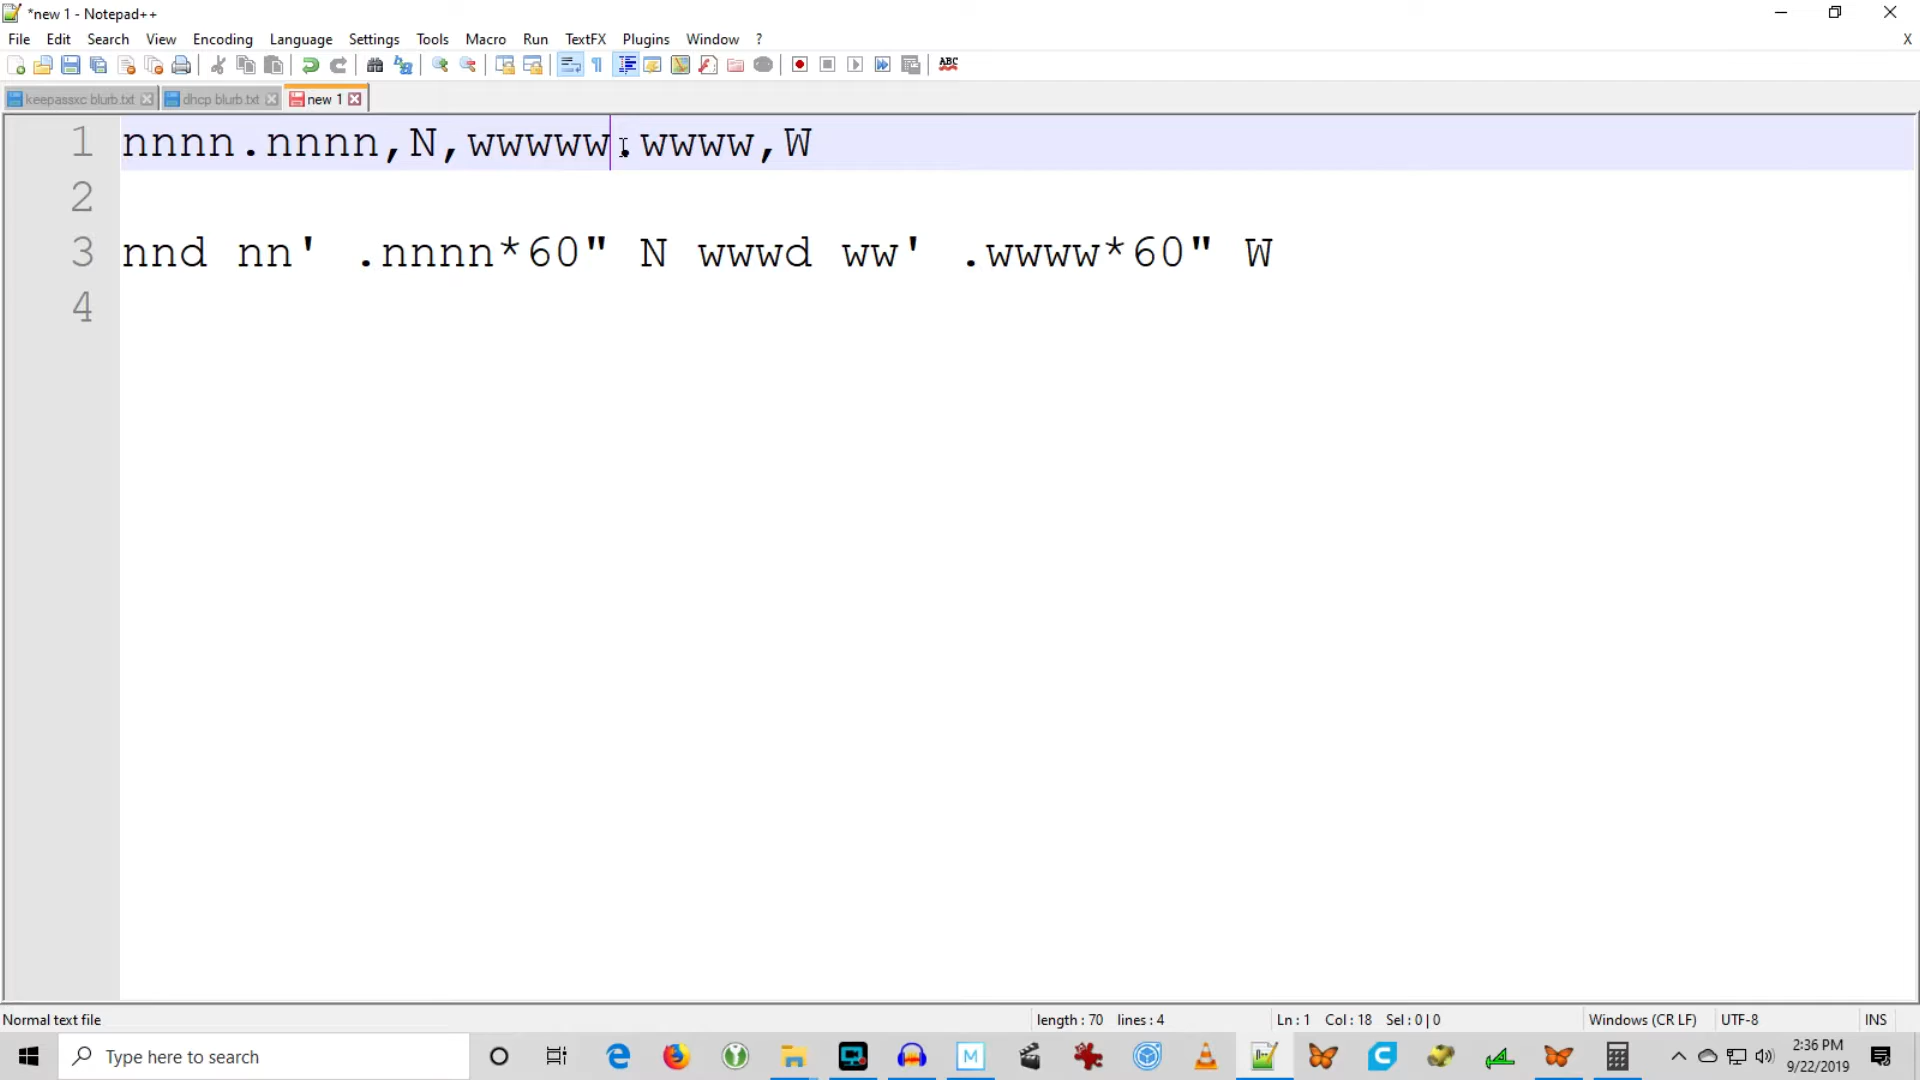 *new 1 - Notepad++
File Edit Search View Encoding Language Settings Tools Macro Run TextFX Plugins Window ? X
ABC
keepassxc blurb.txt dhcp blurb.txt new 1
1 nnnn.nnnn,N,wwwww.wwww,W
2
3 nnd nn' .nnnn*60" N wwwd ww' .wwww*60" W
4
Normal text file length : 70 lines : 4 Ln : 1 Col : 18 Sel : 0 | 0 Windows (CR LF) UTF-8 INS
Type here to search M 2:36 PM
9/22/2019